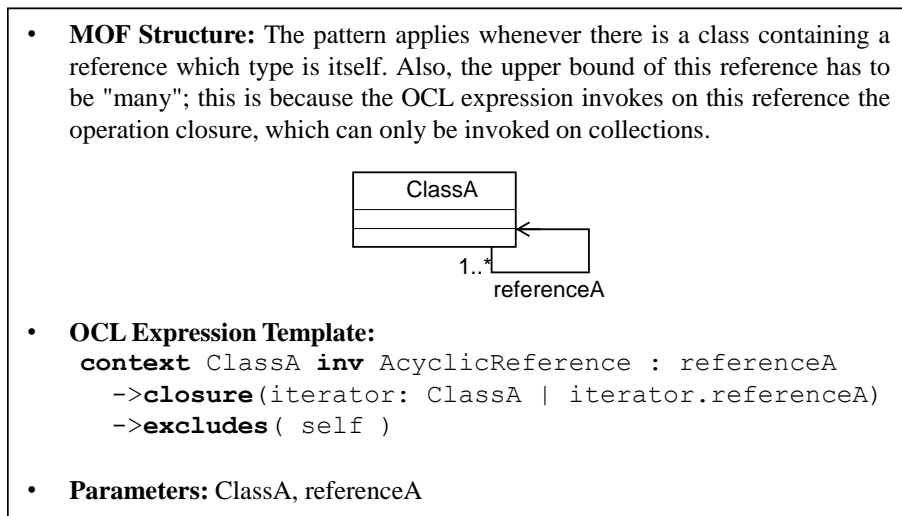 • MOF Structure: The pattern applies whenever there is a class containing a
reference which type is itself. Also, the upper bound of this reference has to
be "many"; this is because the OCL expression invokes on this reference the
operation closure, which can only be invoked on collections.
ClassA
1..*
referenceA
• OCL Expression Template:
context ClassA inv AcyclicReference : referenceA
->closure(iterator: ClassA | iterator.referenceA)
->excludes( self )
• Parameters: ClassA, referenceA